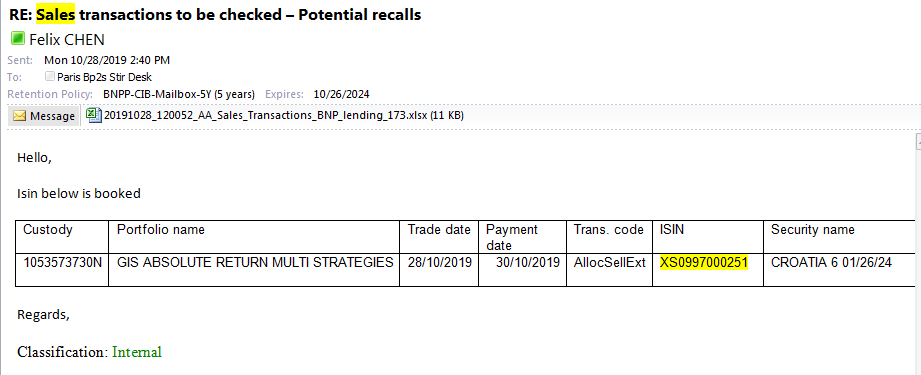 RE: Sales transactions to be checked – Potential recalls
Felix CHEN
Sent: Mon 10/28/2019 2:40 PM
To: Paris Bp2s Stir Desk
Retention Policy: BNPP-CIB-Mailbox-5Y (5 years) Expires: 10/26/2024
Message 20191028_120052_AA_Sales_Transactions_BNP_lending_173.xlsx (11 KB)
Hello,
Isin below is booked
Custody Portfolio name Trade date Payment date Trans. code ISIN Security name
1053573730N GIS ABSOLUTE RETURN MULTI STRATEGIES 28/10/2019 30/10/2019 AllocSellExt XS0997000251 CROATIA 6 01/26/24
Regards,
Classification: Internal